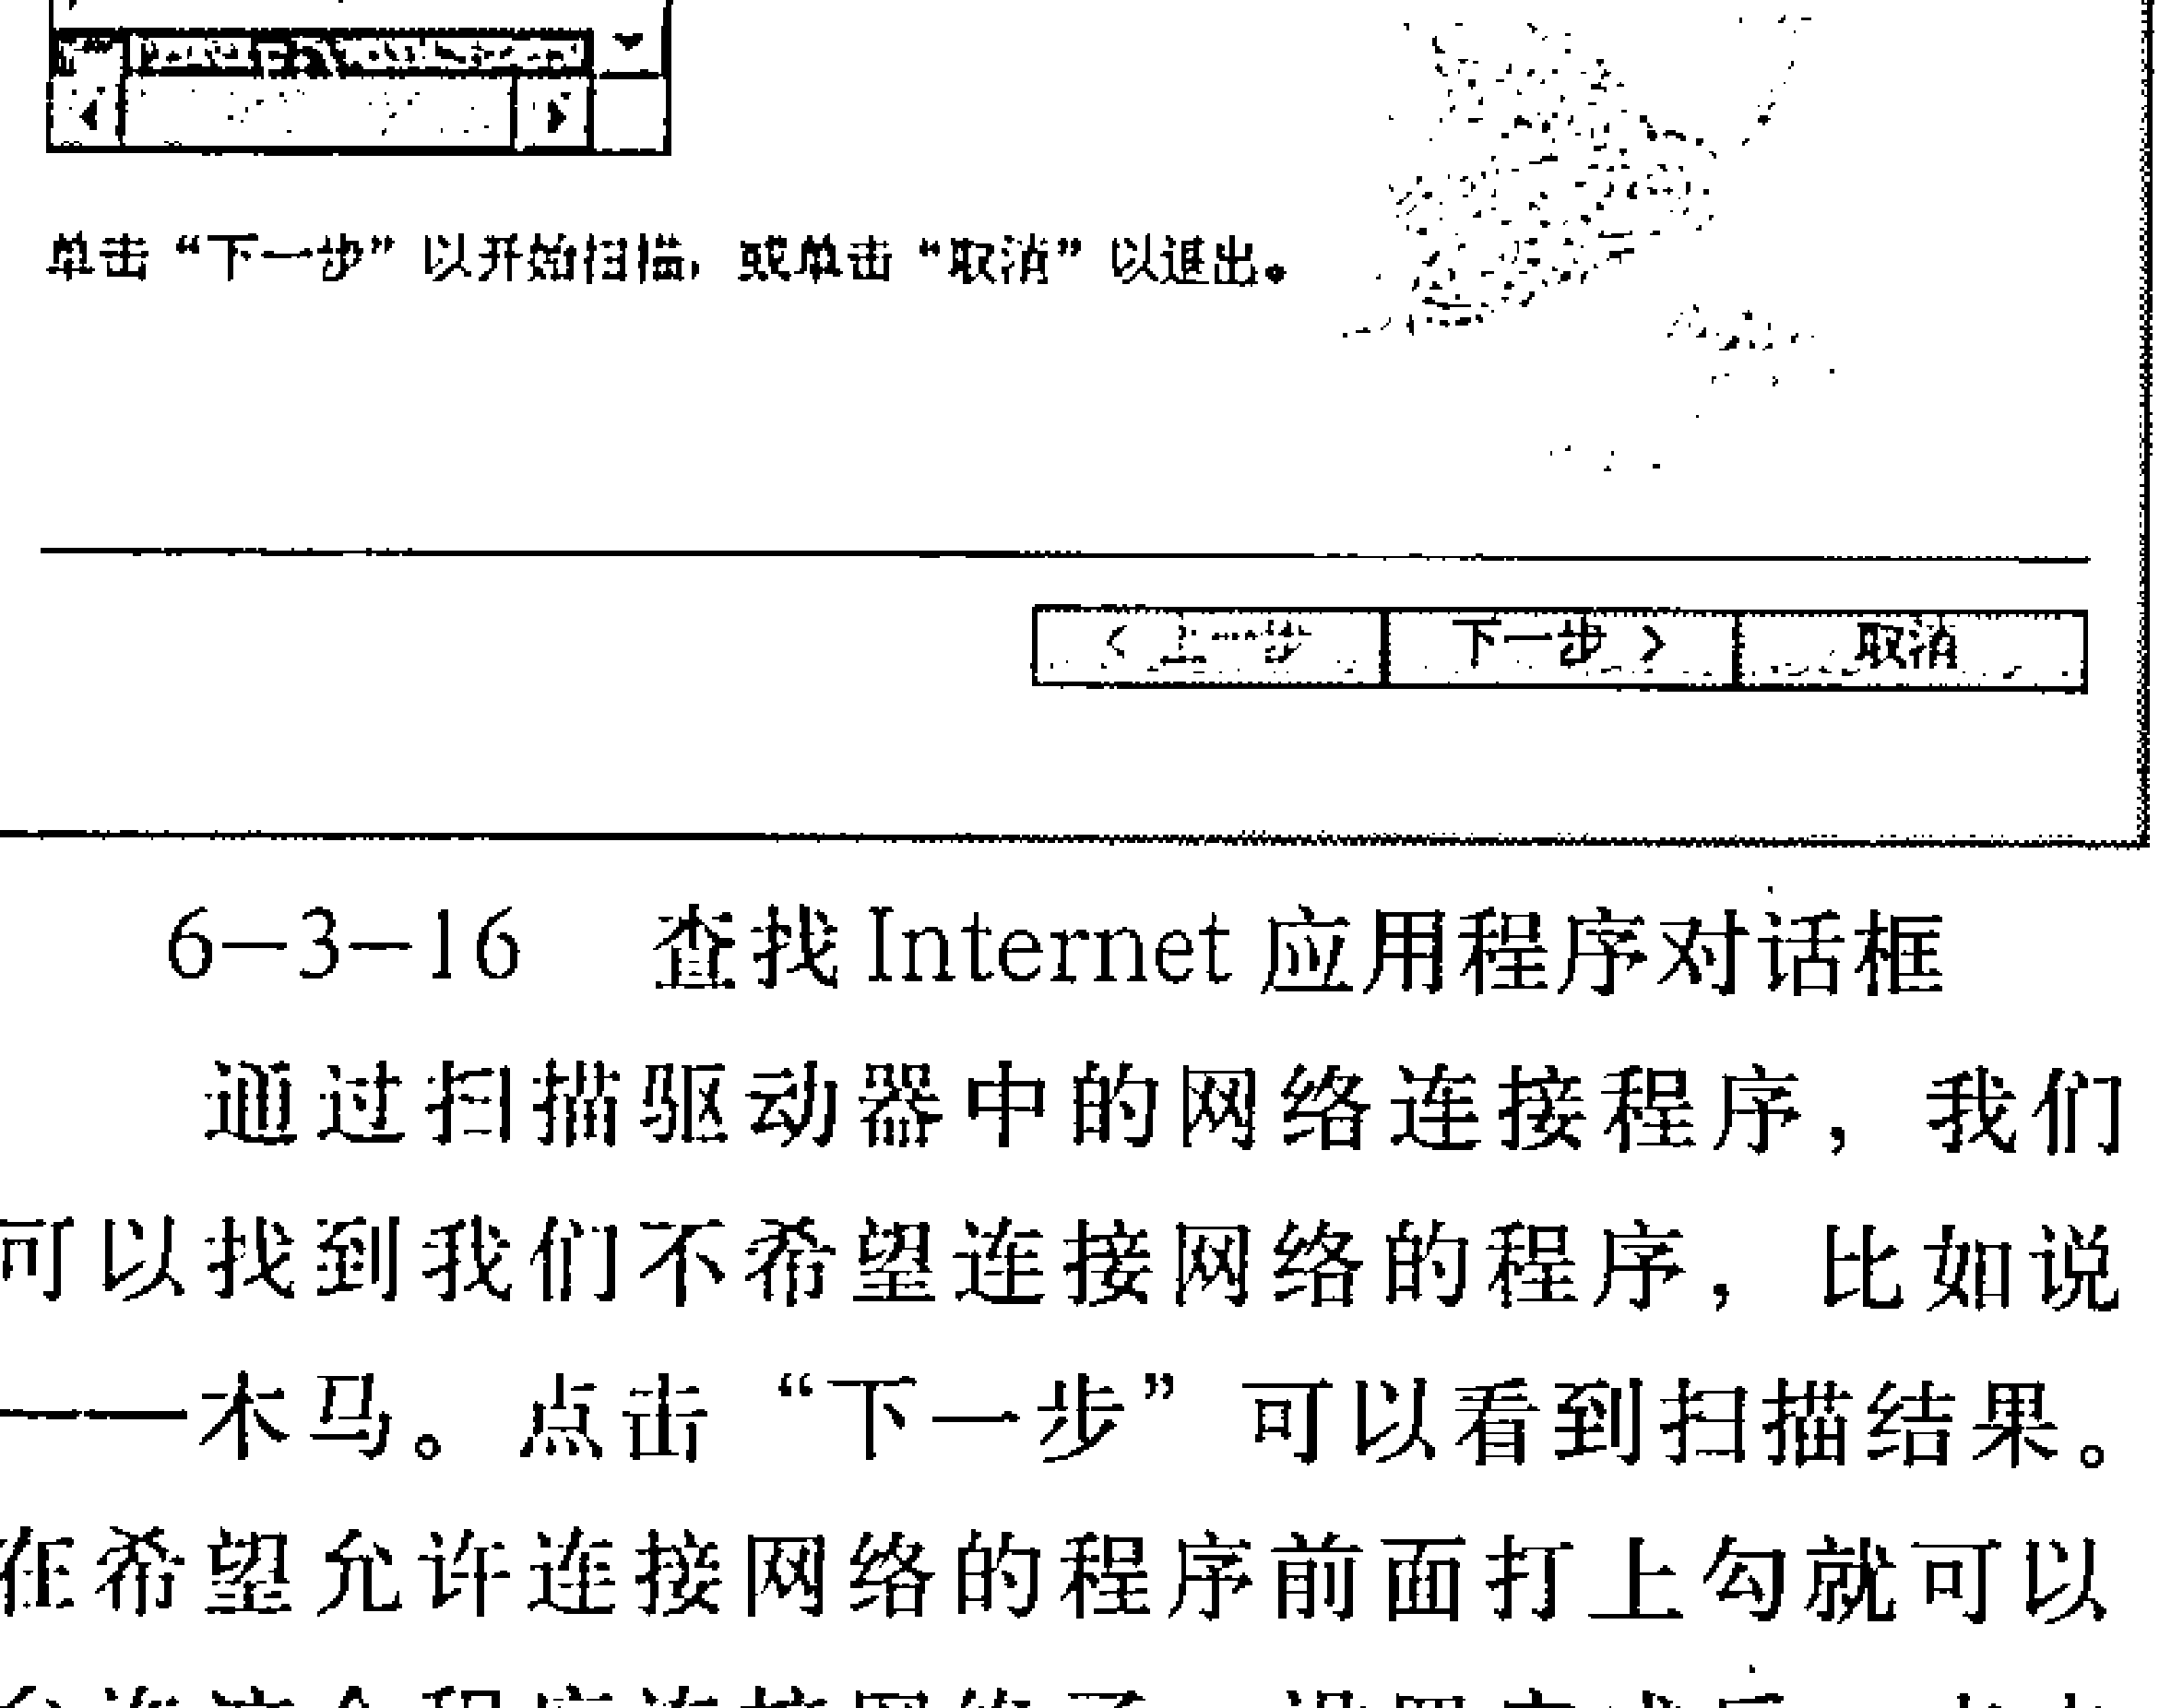 单击“下一步”以开始扫描，或单击“取消”以退出。
< 上一步 下一步 > 取消
6-3-16 查找 Internet 应用程序对话框
通过扫描驱动器中的网络连接程序，我们
可以找到我们不希望连接网络的程序，比如说
——木马。点击“下一步”可以看到扫描结果。
在希望允许连接网络的程序前面打上勾就可以